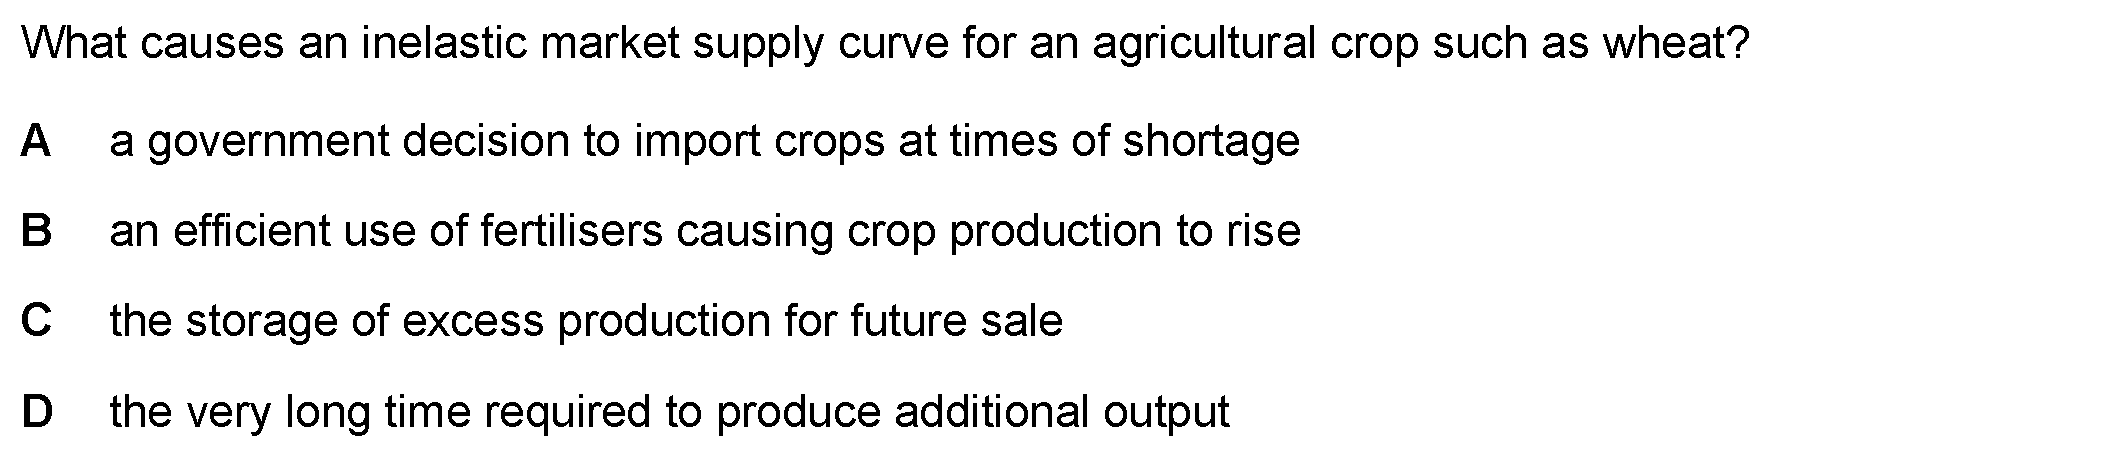 What causes an inelastic market supply curve for an agricultural crop such as wheat?
A a government decision to import crops at times of shortage
B an efficient use of fertilisers causing crop production to rise
C the storage of excess production for future sale
D the very long time required to produce additional output